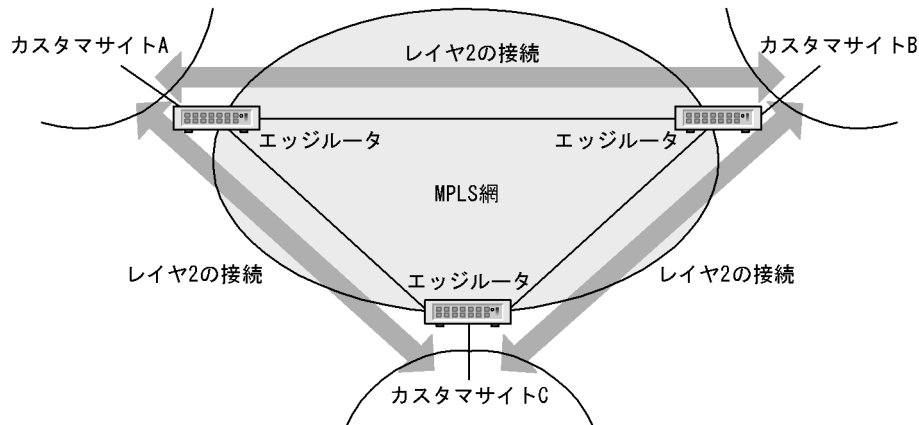 カスタマサイトA
レイヤ2の接続
カスタマサイトB
エッジルータ
エッジルータ
MPLS網
レイヤ2の接続
エッジルータ
レイヤ2の接続
カスタマサイトC